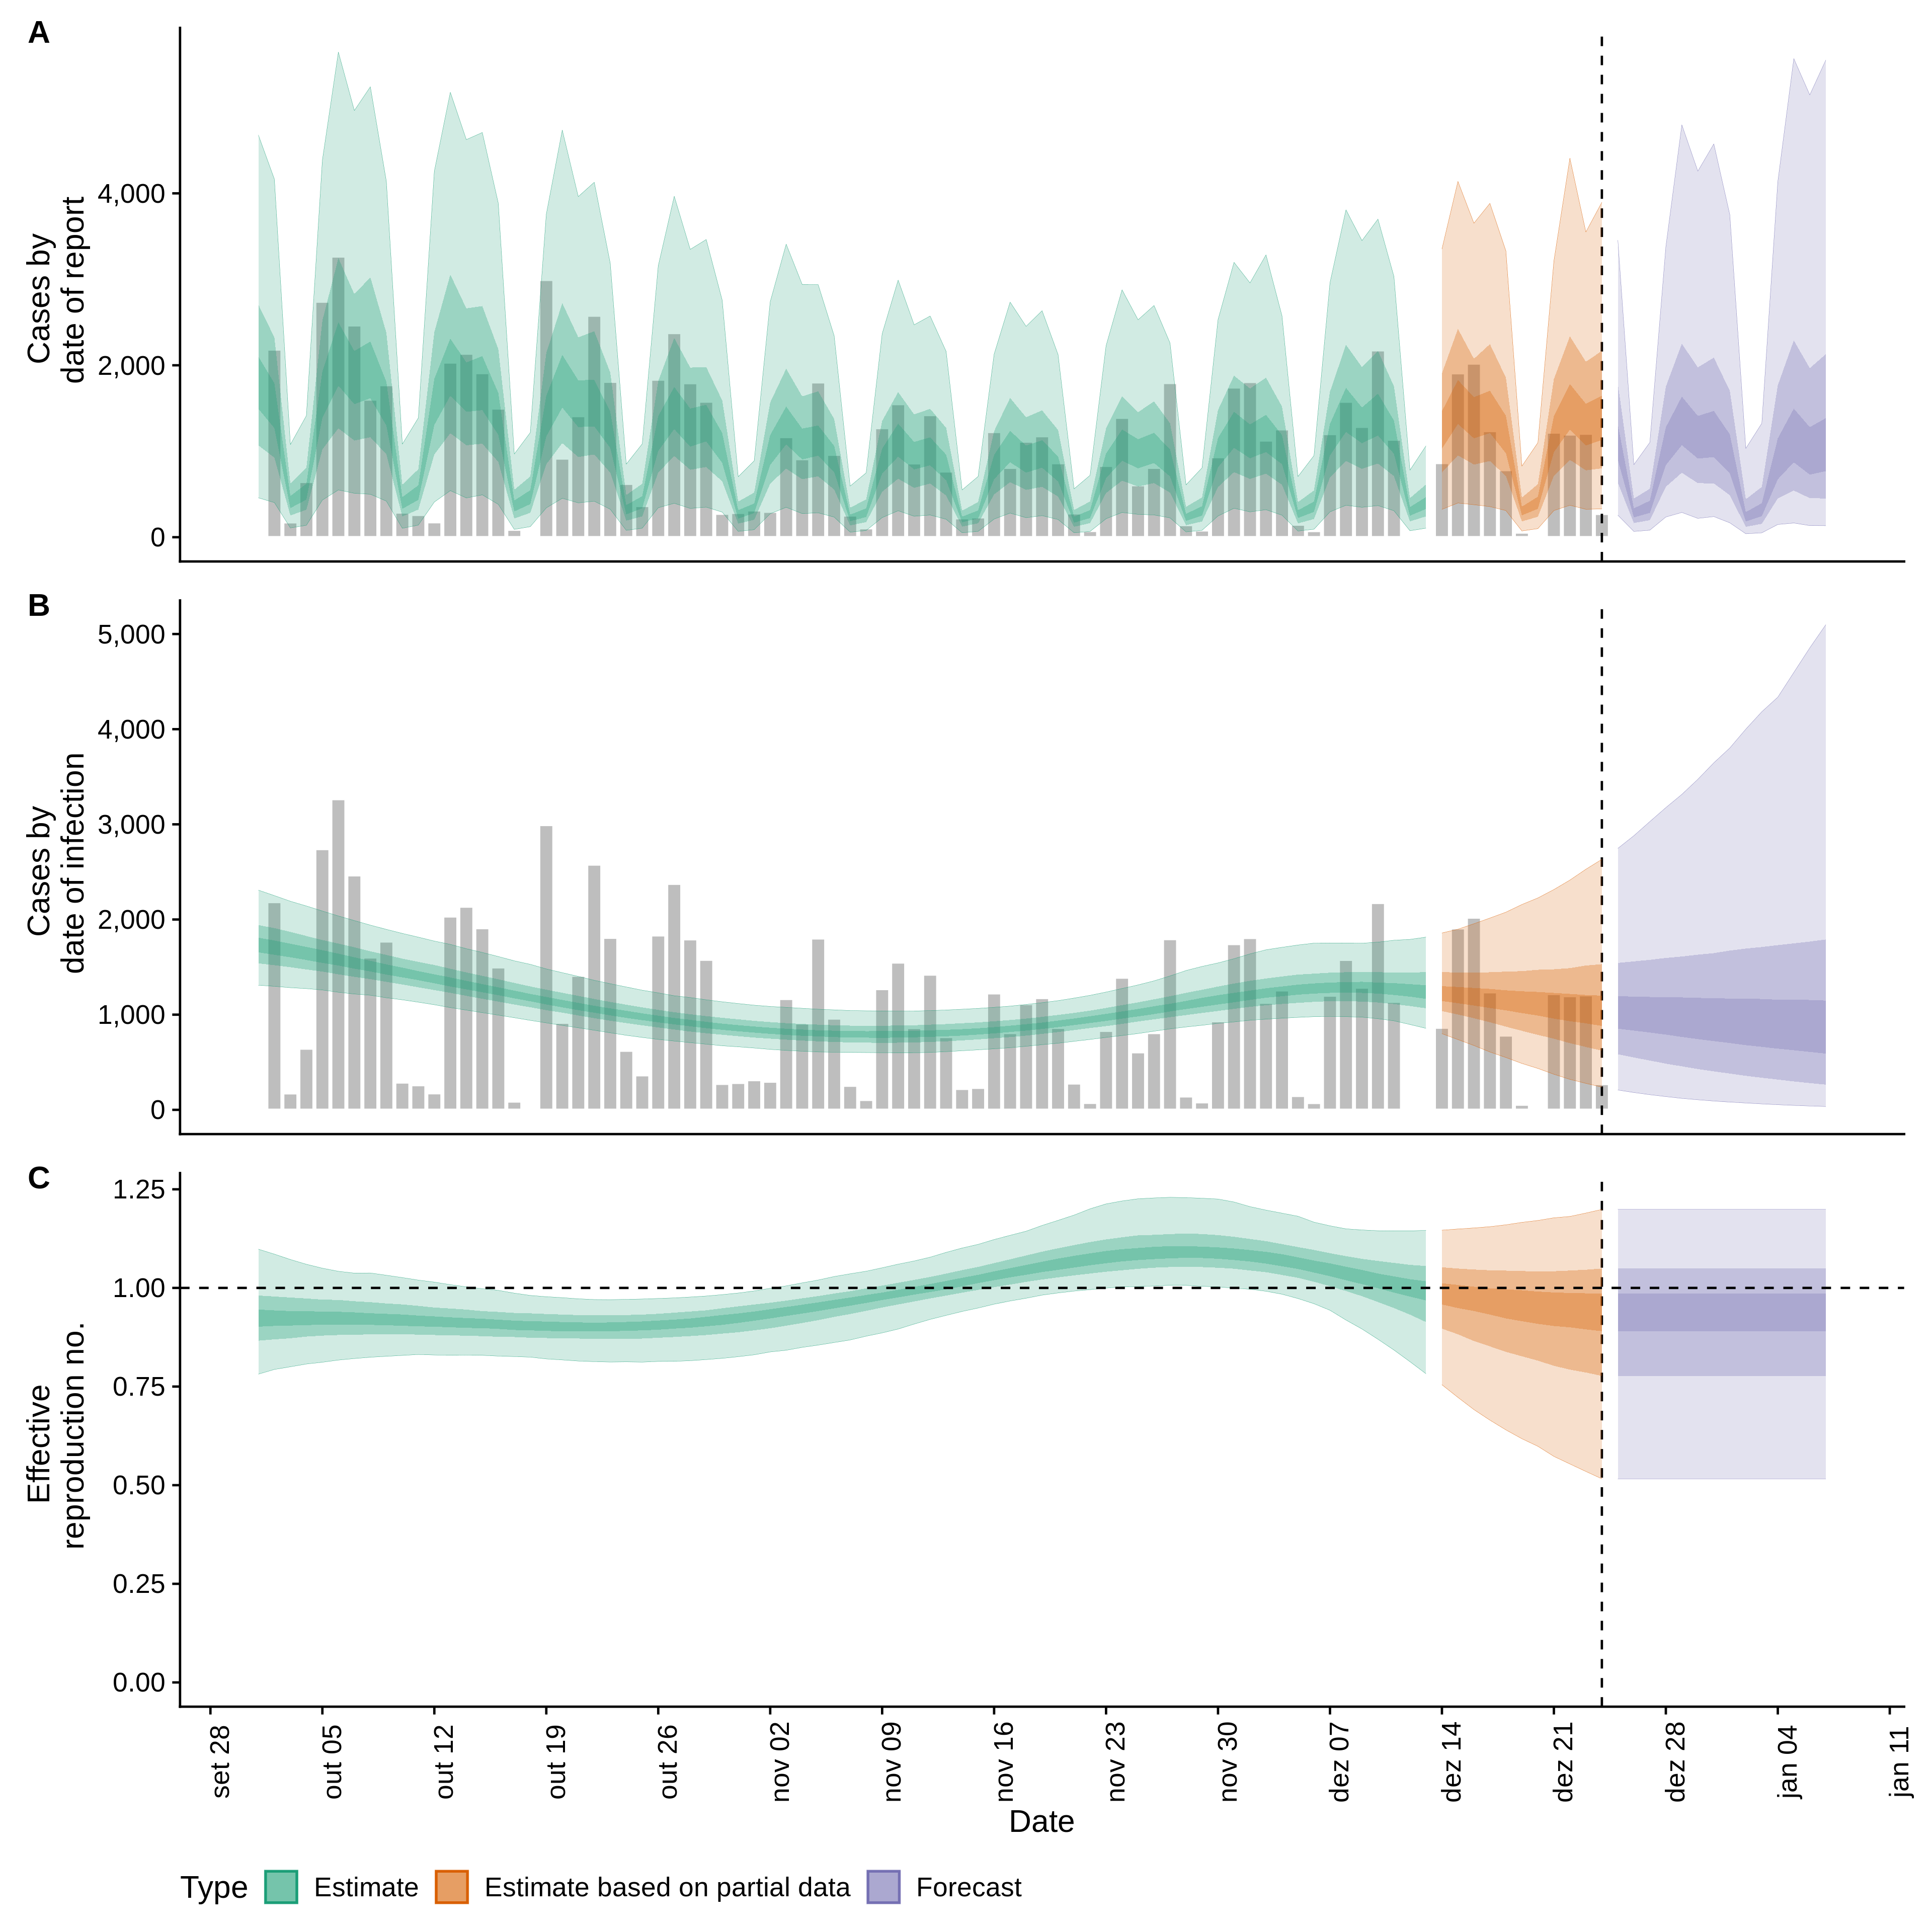 A
Cases by
date of report
4,000
2,000
0
B
Cases by
date of infection
5,000
4,000
3,000
2,000
1,000
0
C
Effective
reproduction no.
1.25
1.00
0.75
0.50
0.25
0.00
set 28
out 05
out 12
out 19
out 26
nov 02
nov 09
nov 16
nov 23
nov 30
dez 07
dez 14
dez 21
dez 28
jan 04
jan 11
Date
Type Estimate Estimate based on partial data Forecast